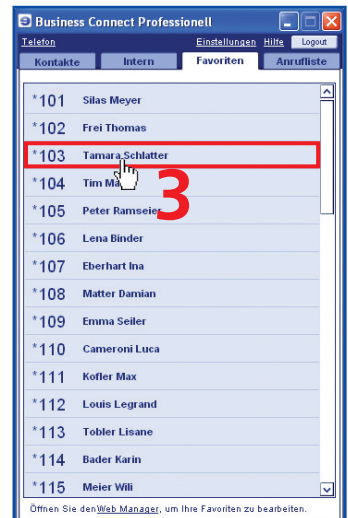 Business Connect Professionell
Telefon Einstellungen Hilfe Logout
Kontakte Intern Favoriten Anrufliste
*101 Silas Meyer
*102 Frei Thomas
*103 Tamara Schlatter
*104 Tim
3
*105 Peter Ramseier
*106 Lena Binder
*107 Eberhart Ina
*108 Matter Damian
*109 Emma Seiler
*110 Cameroni Luca
*111 Kofler Max
*112 Louis Legrand
*113 Tobler Lisane
*114 Bader Karin
*115 Meier Wili
Öffnen Sie den Web Manager, um Ihre Favoriten zu bearbeiten.